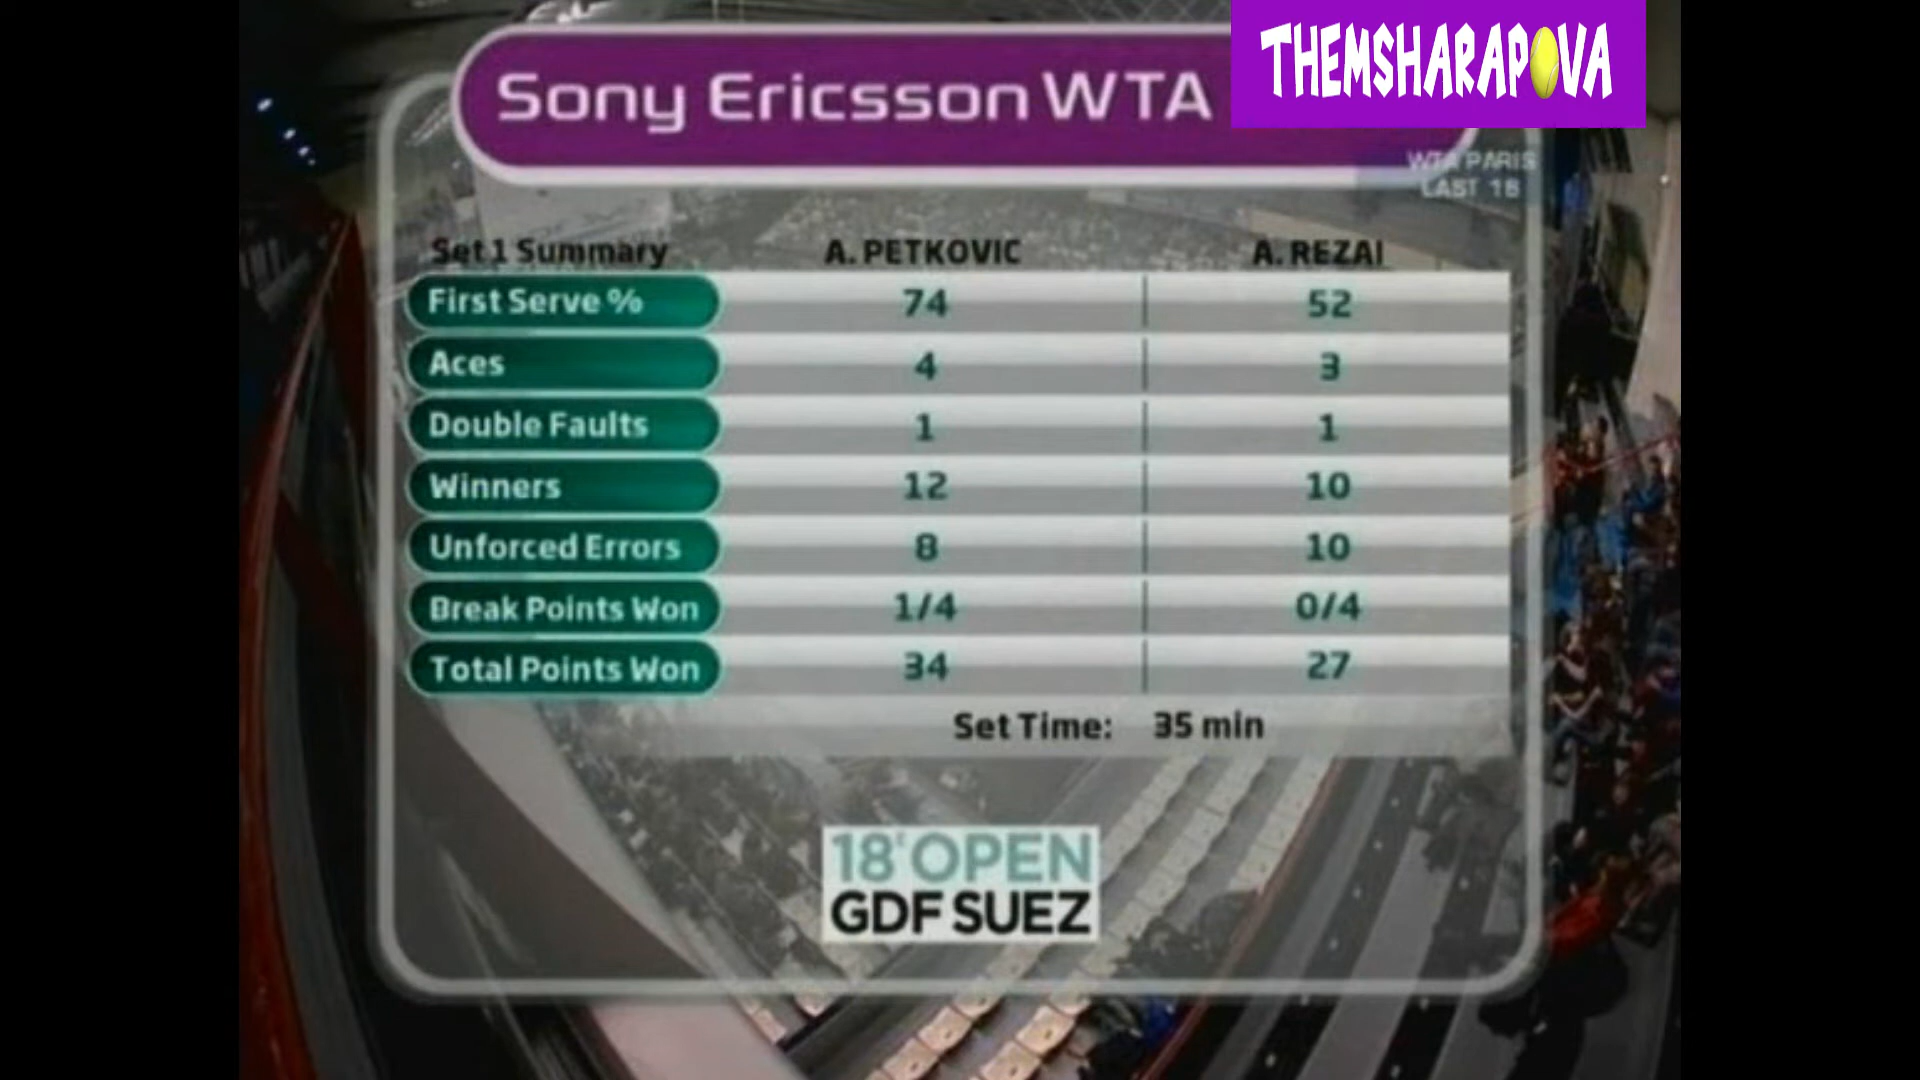 Sony Ericsson WTA
THEMSHARAPOVA
WTA PARIS
LAST 16
Set 1 Summary A. PETKOVIC A. REZAI
First Serve % 74 52
Aces 4 3
Double Faults 1 1
Winners 12 10
Unforced Errors 8 10
Break Points Won 1/4 0/4
Total Points Won 34 27
Set Time: 35 min
18e OPEN
GDF SUEZ